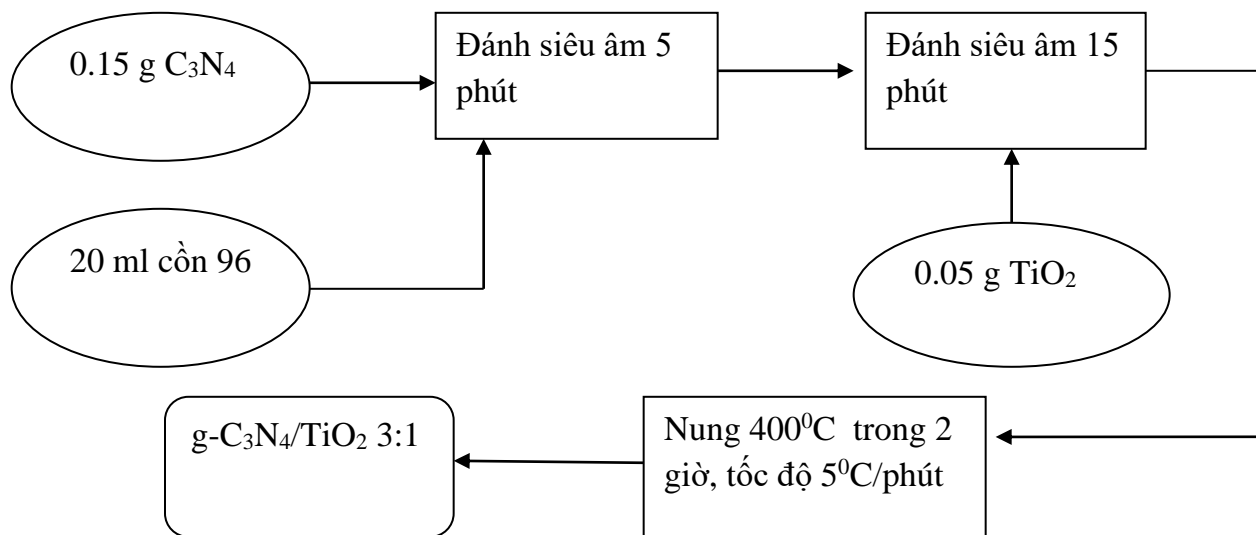 0.15 g C₃N₄
Đánh siêu âm 5
phút
Đánh siêu âm 15
phút
20 ml cồn 96
0.05 g TiO₂
g-C₃N₄/TiO₂ 3:1
Nung 400⁰C trong 2
giờ, tốc độ 5⁰C/phút